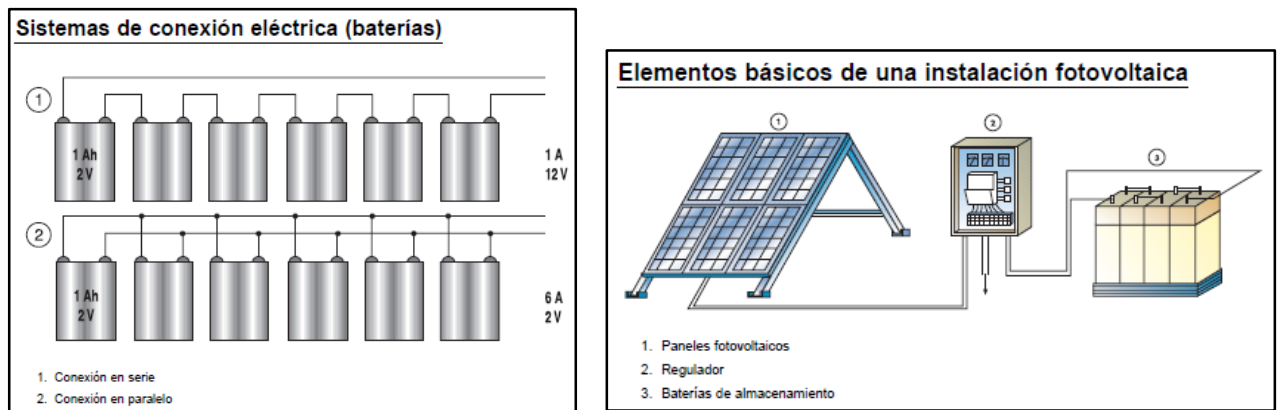 Sistemas de conexión eléctrica (baterías)
1
1 Ah
2 V
1 A
12 V
2
1 Ah
2 V
6 A
2 V
1. Conexión en serie
2. Conexión en paralelo
Elementos básicos de una instalación fotovoltaica
1
2
3
1. Paneles fotovoltaicos
2. Regulador
3. Baterías de almacenamiento